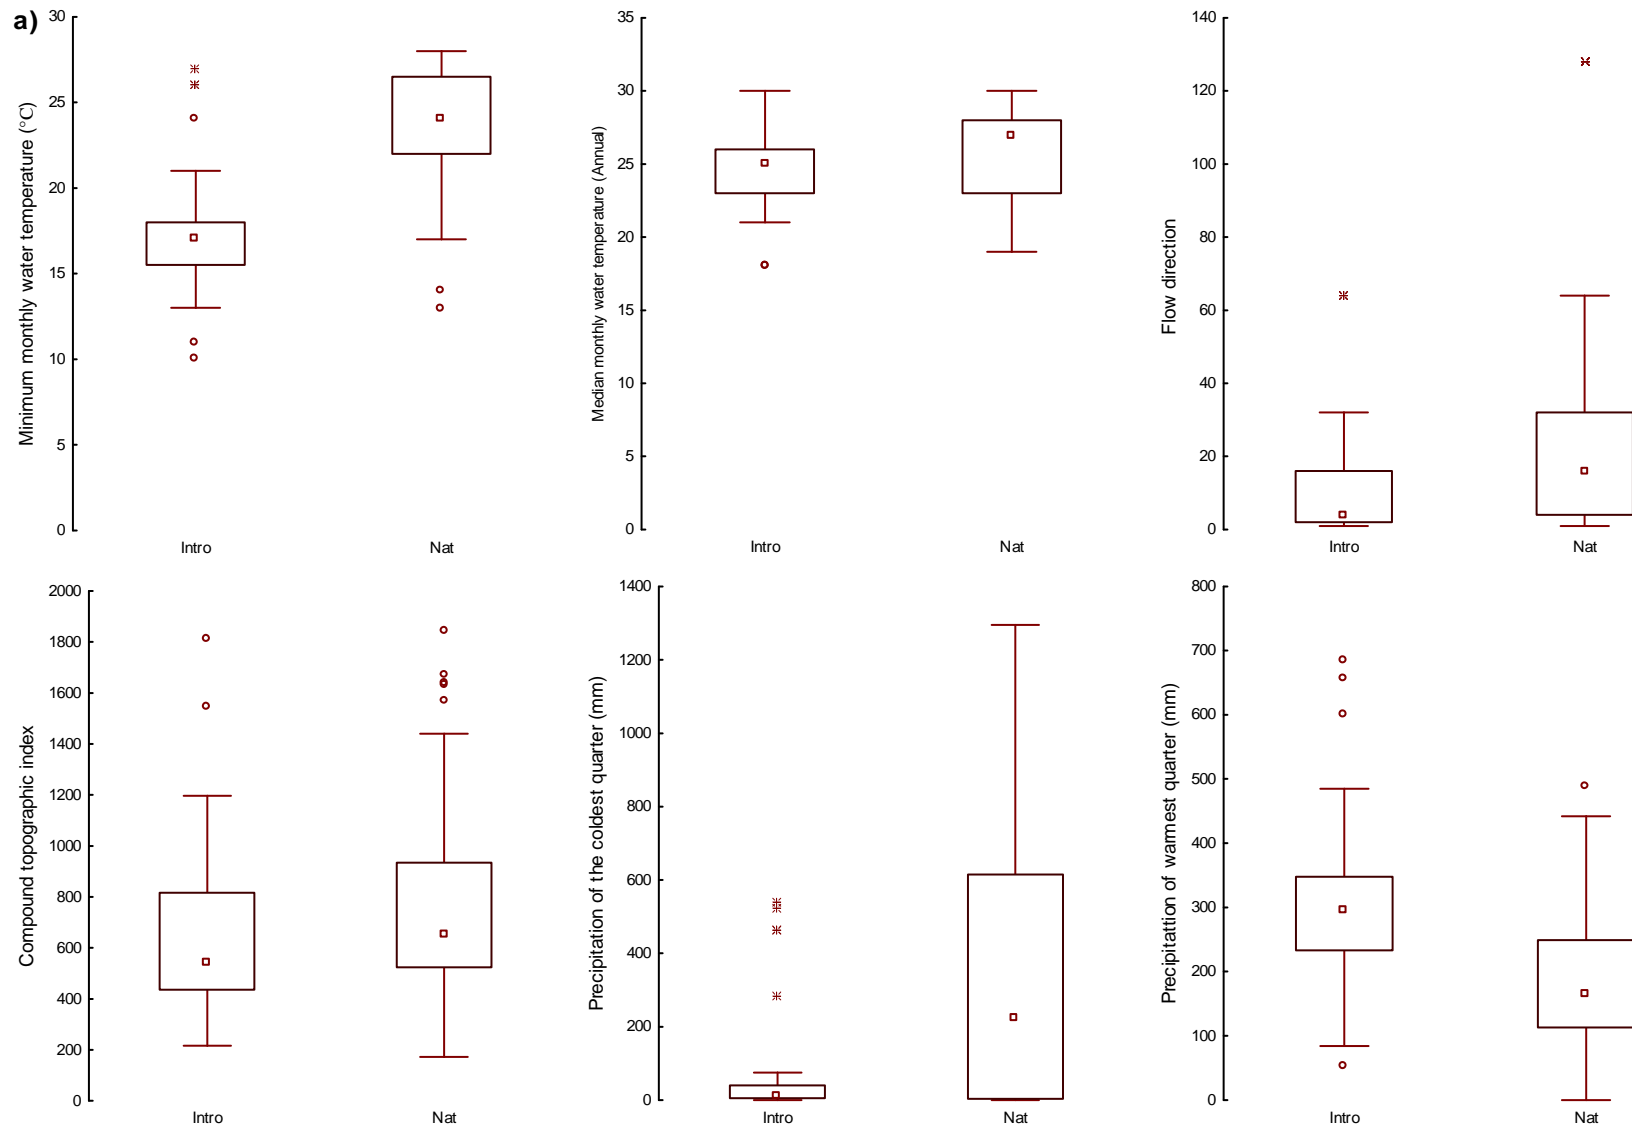 a)
Minimum monthly water temperature (°C)
30
25
20
15
10
5
0
Intro
Nat
Median monthly water temperature (Annual)
35
30
25
20
15
10
5
0
Intro
Nat
Flow direction
140
120
100
80
60
40
20
0
Intro
Nat
Compound topographic index
2000
1800
1600
1400
1200
1000
800
600
400
200
0
Intro
Nat
Precipitation of the coldest quarter (mm)
1400
1200
1000
800
600
400
200
0
Intro
Nat
Precipitattion of warmest quarter (mm)
800
700
600
500
400
300
200
100
0
Intro
Nat